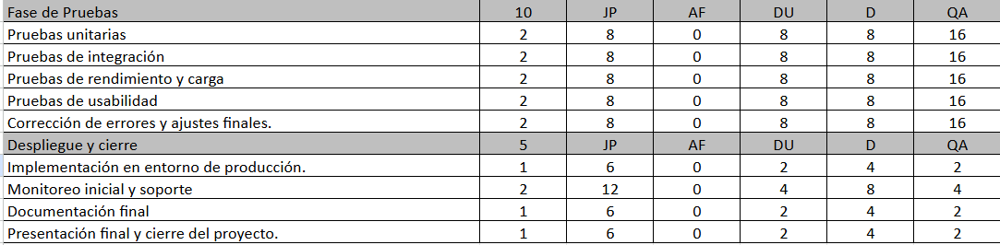 Fase de Pruebas 10 JP AF DU D QA
Pruebas unitarias 2 8 0 8 8 16
Pruebas de integración 2 8 0 8 8 16
Pruebas de rendimiento y carga 2 8 0 8 8 16
Pruebas de usabilidad 2 8 0 8 8 16
Corrección de errores y ajustes finales. 2 8 0 8 8 16
Despliegue y cierre 5 JP AF DU D QA
Implementación en entorno de producción. 1 6 0 2 4 2
Monitoreo inicial y soporte 2 12 0 4 8 4
Documentación final 1 6 0 2 4 2
Presentación final y cierre del proyecto. 1 6 0 2 4 2